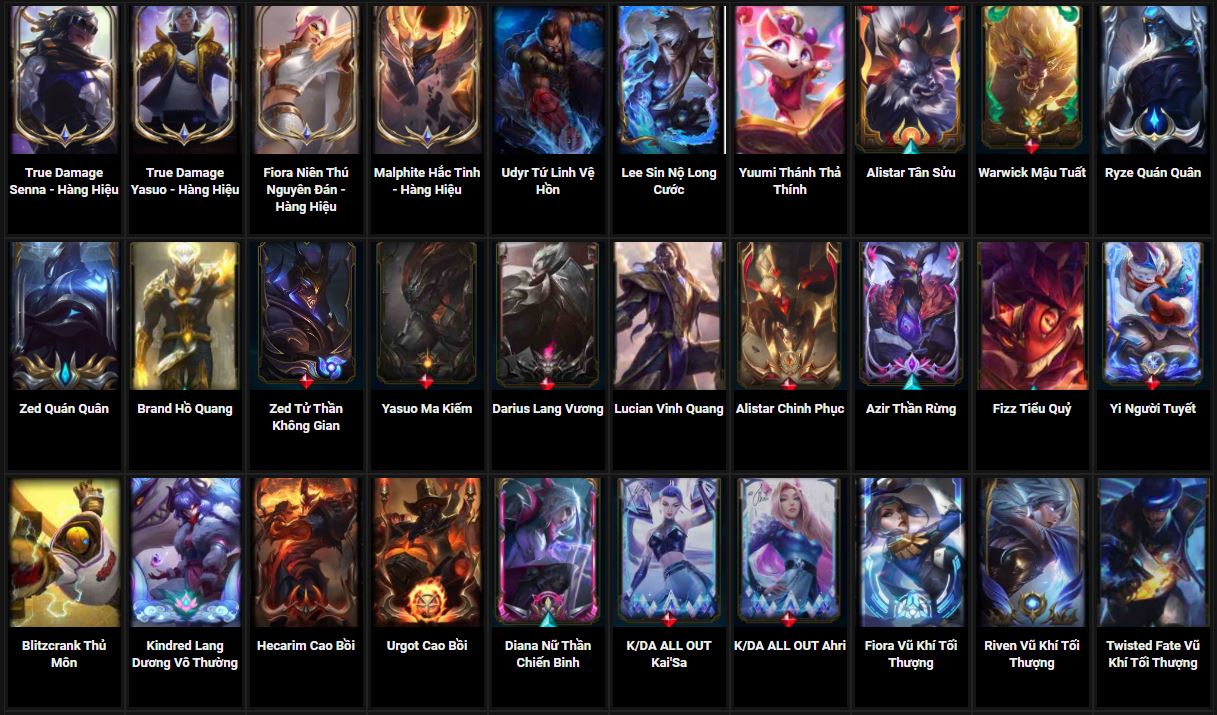 True Damage
Senna - Hàng Hiệu
True Damage
Yasuo - Hàng Hiệu
Fiora Niên Thú
Nguyên Đán -
Hàng Hiệu
Malphite Hắc Tinh
- Hàng Hiệu
Udyr Tứ Linh Vệ
Hồn
Lee Sin Nộ Long
Cước
Yuumi Thánh Thả
Thính
Alistar Tân Sửu
Warwick Mậu Tuất
Ryze Quán Quân
Zed Quán Quân
Brand Hồ Quang
Zed Tử Thần
Không Gian
Yasuo Ma Kiếm
Darius Lang Vương
Lucian Vinh Quang
Alistar Chinh Phục
Azir Thần Rừng
Fizz Tiểu Quỷ
Yi Người Tuyết
Blitzcrank Thủ
Môn
Kindred Lang
Dương Vô Thường
Hecarim Cao Bồi
Urgot Cao Bồi
Diana Nữ Thần
Chiến Binh
K/DA ALL OUT
Kai'Sa
K/DA ALL OUT Ahri
Fiora Vũ Khí Tối
Thượng
Riven Vũ Khí Tối
Thượng
Twisted Fate Vũ
Khí Tối Thượng